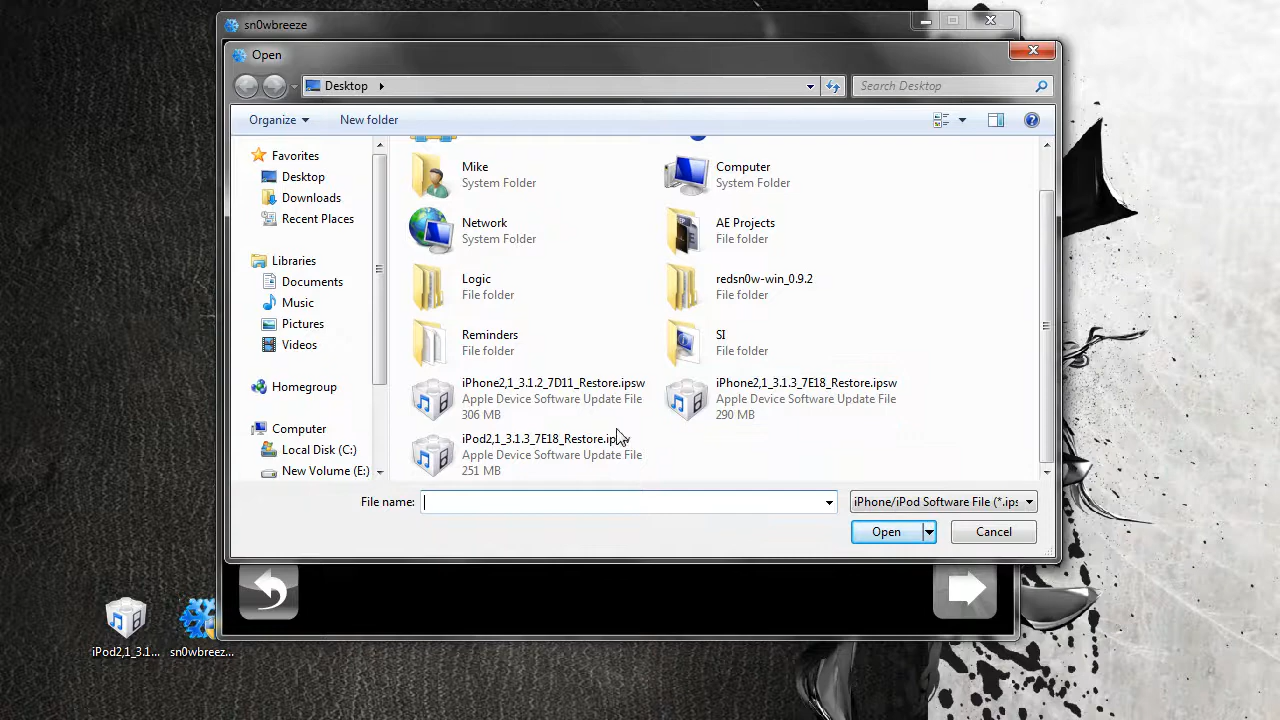 sn0wbreeze
Open
Desktop
Search Desktop
Organize
New folder
Favorites
Desktop
Downloads
Recent Places
Libraries
Documents
Music
Pictures
Videos
Homegroup
Computer
Local Disk (C:)
New Volume (E:)
Mike
System Folder
Computer
System Folder
Network
System Folder
AE Projects
File folder
Logic
File folder
redsn0w-win_0.9.2
File folder
Reminders
File folder
SI
File folder
iPhone2,1_3.1.2_7D11_Restore.ipsw
Apple Device Software Update File
306 MB
iPhone2,1_3.1.3_7E18_Restore.ipsw
Apple Device Software Update File
290 MB
iPod2,1_3.1.3_7E18_Restore.ipsw
Apple Device Software Update File
251 MB
File name:
iPhone/iPod Software File (*.ips
Open
Cancel
iPod2,1_3.1...
sn0wbreez...